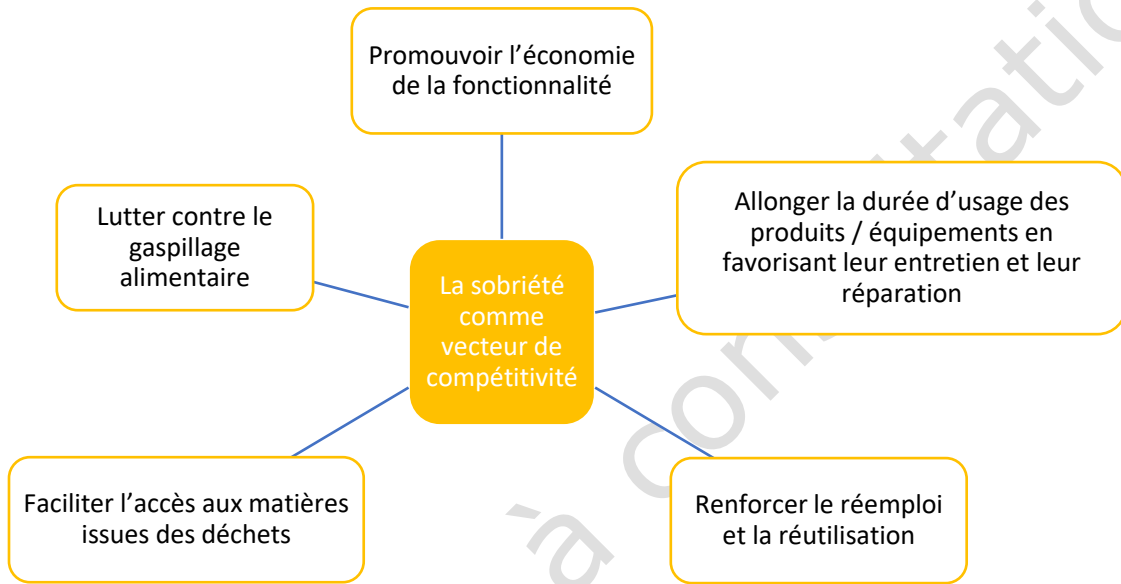 Promouvoir l’économie
de la fonctionnalité
Lutter contre le
gaspillage
alimentaire
Allonger la durée d’usage des
produits / équipements en
favorisant leur entretien et leur
réparation
La sobriété
comme
vecteur de
compétitivité
Faciliter l’accès aux matières
issues des déchets
Renforcer le réemploi
et la réutilisation
à